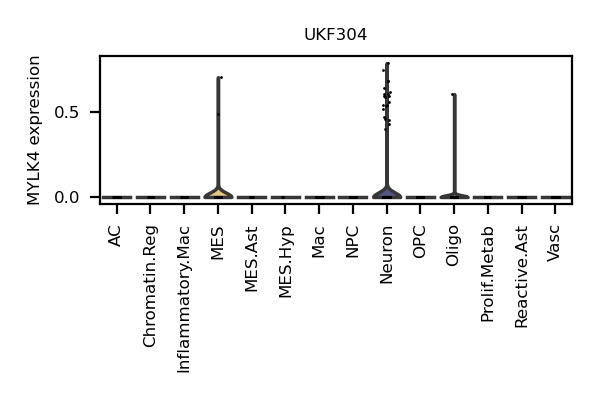 UKF304
MYLK4 expression
0.5
0.0
AC
Chromatin.Reg
Inflammatory.Mac
MES
MES.Ast
MES.Hyp
Mac
NPC
Neuron
OPC
Oligo
Prolif.Metab
Reactive.Ast
Vasc